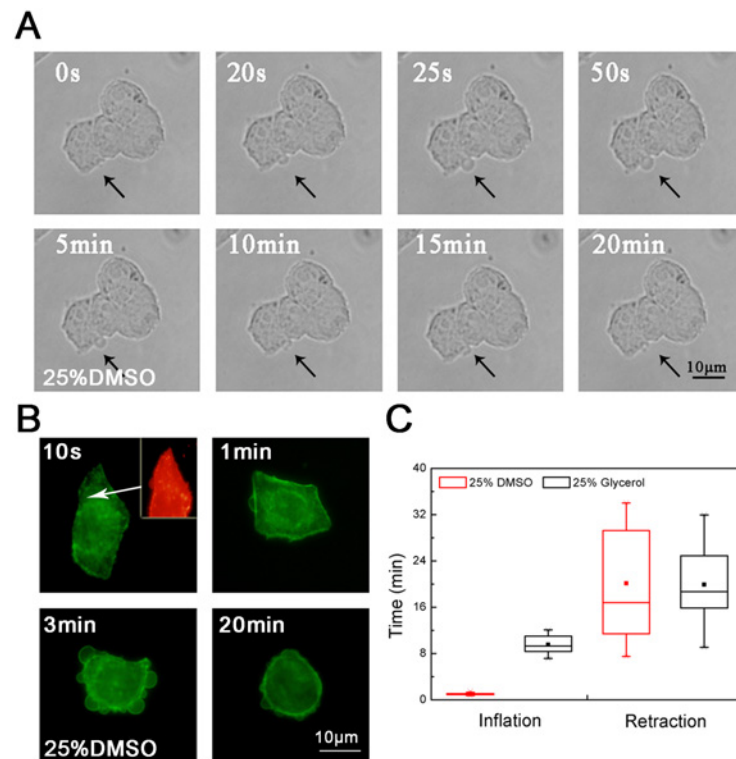 A
0s 20s 25s 50s
5min 10min 15min 20min
25%DMSO 10μm
B
10s 1min
3min 20min
25%DMSO 10μm
C
40
32
24
16
8
0
Time (min)
25% DMSO 25% Glycerol
Inflation Retraction